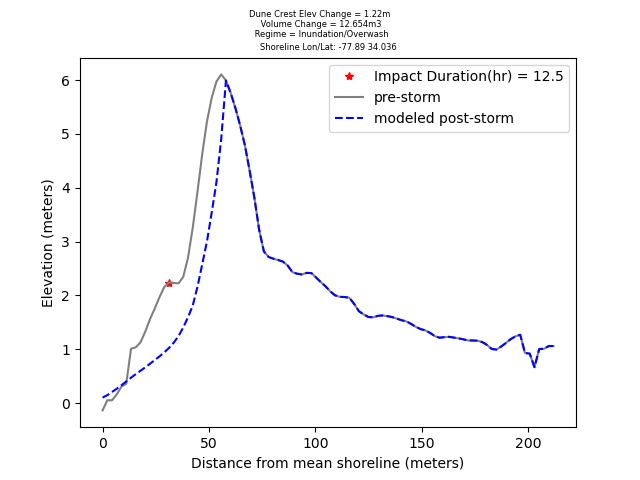 Dune Crest Elev Change = 1.22m
Volume Change = 12.654m3
Regime = Inundation/Overwash
Shoreline Lon/Lat: -77.89 34.036
Impact Duration(hr) = 12.5
pre-storm
modeled post-storm
Elevation (meters)
6
5
4
3
2
1
0
0 50 100 150 200
Distance from mean shoreline (meters)